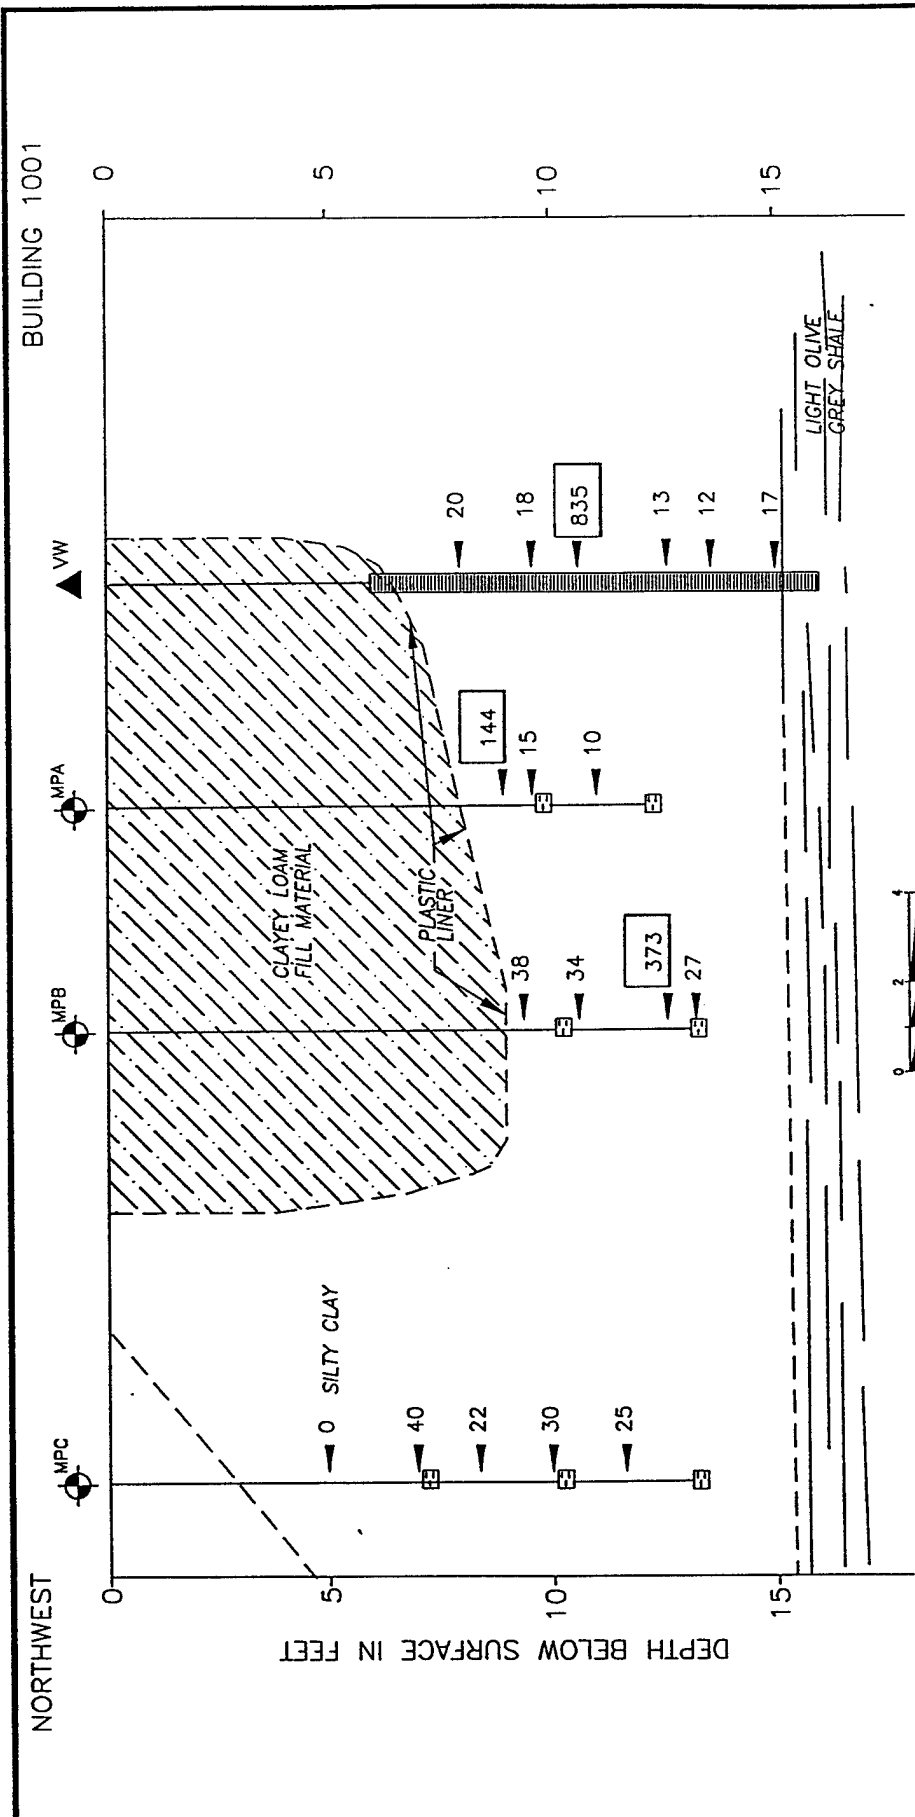 NORTHWEST
BUILDING 1001
MPC
MPB
MPA
VW
0
5
10
15
DEPTH BELOW SURFACE IN FEET
0
5
10
15
CLAYEY LOAM
FILL MATERIAL
PLASTIC
LINER
SILTY CLAY
0
40
22
30
25
38
34
373
27
144
15
10
20
18
835
13
12
17
LIGHT OLIVE
GREY SHALE
0
2
4